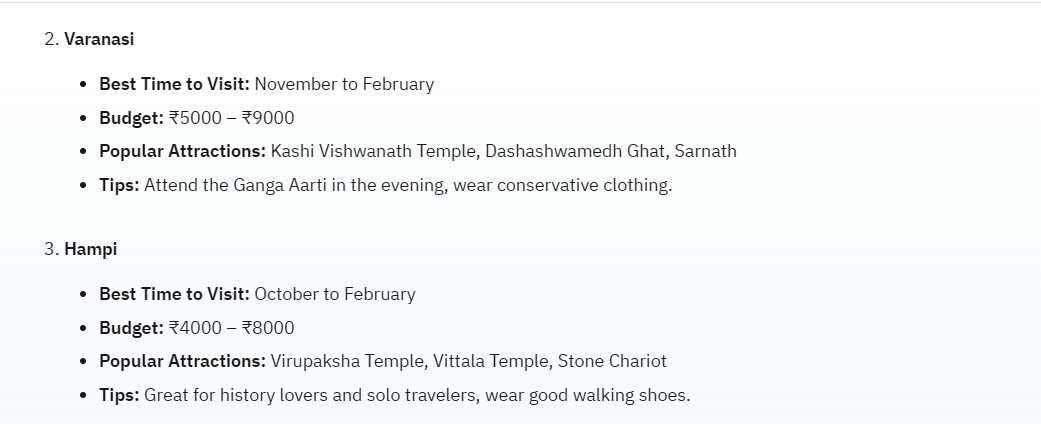 2. Varanasi
• Best Time to Visit: November to February
• Budget: ₹5000 – ₹9000
• Popular Attractions: Kashi Vishwanath Temple, Dashashwamedh Ghat, Sarnath
• Tips: Attend the Ganga Aarti in the evening, wear conservative clothing.
3. Hampi
• Best Time to Visit: October to February
• Budget: ₹4000 – ₹8000
• Popular Attractions: Virupaksha Temple, Vittala Temple, Stone Chariot
• Tips: Great for history lovers and solo travelers, wear good walking shoes.